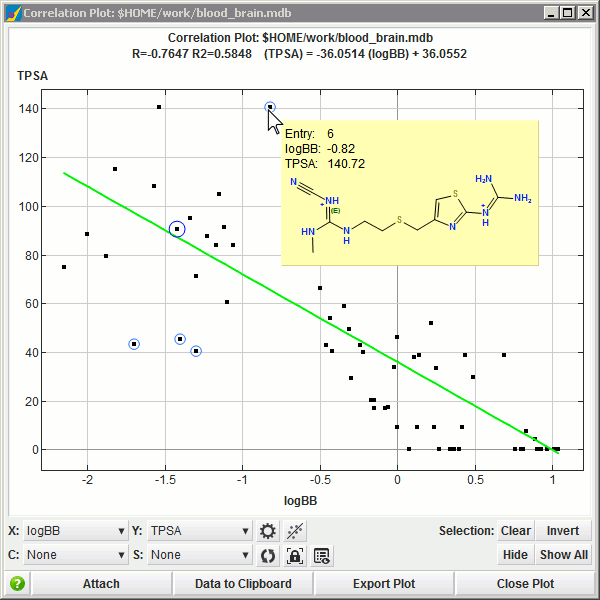 Correlation Plot: $HOME/work/blood_brain.mdb
Correlation Plot: $HOME/work/blood_brain.mdb
R=-0.7647 R2=0.5848 (TPSA) = -36.0514 (logBB) + 36.0552
TPSA
140
120
100
80
60
40
20
0
Entry: 6
logBB: -0.82
TPSA: 140.72
N
NH
+
(E)
HN
N
H
S
S
N
NH
+
H2N
NH2
-2
-1.5
-1
-0.5
0
0.5
1
logBB
X: logBB Y: TPSA Selection: Clear Invert
C: None S: None Hide Show All
? Attach Data to Clipboard Export Plot Close Plot